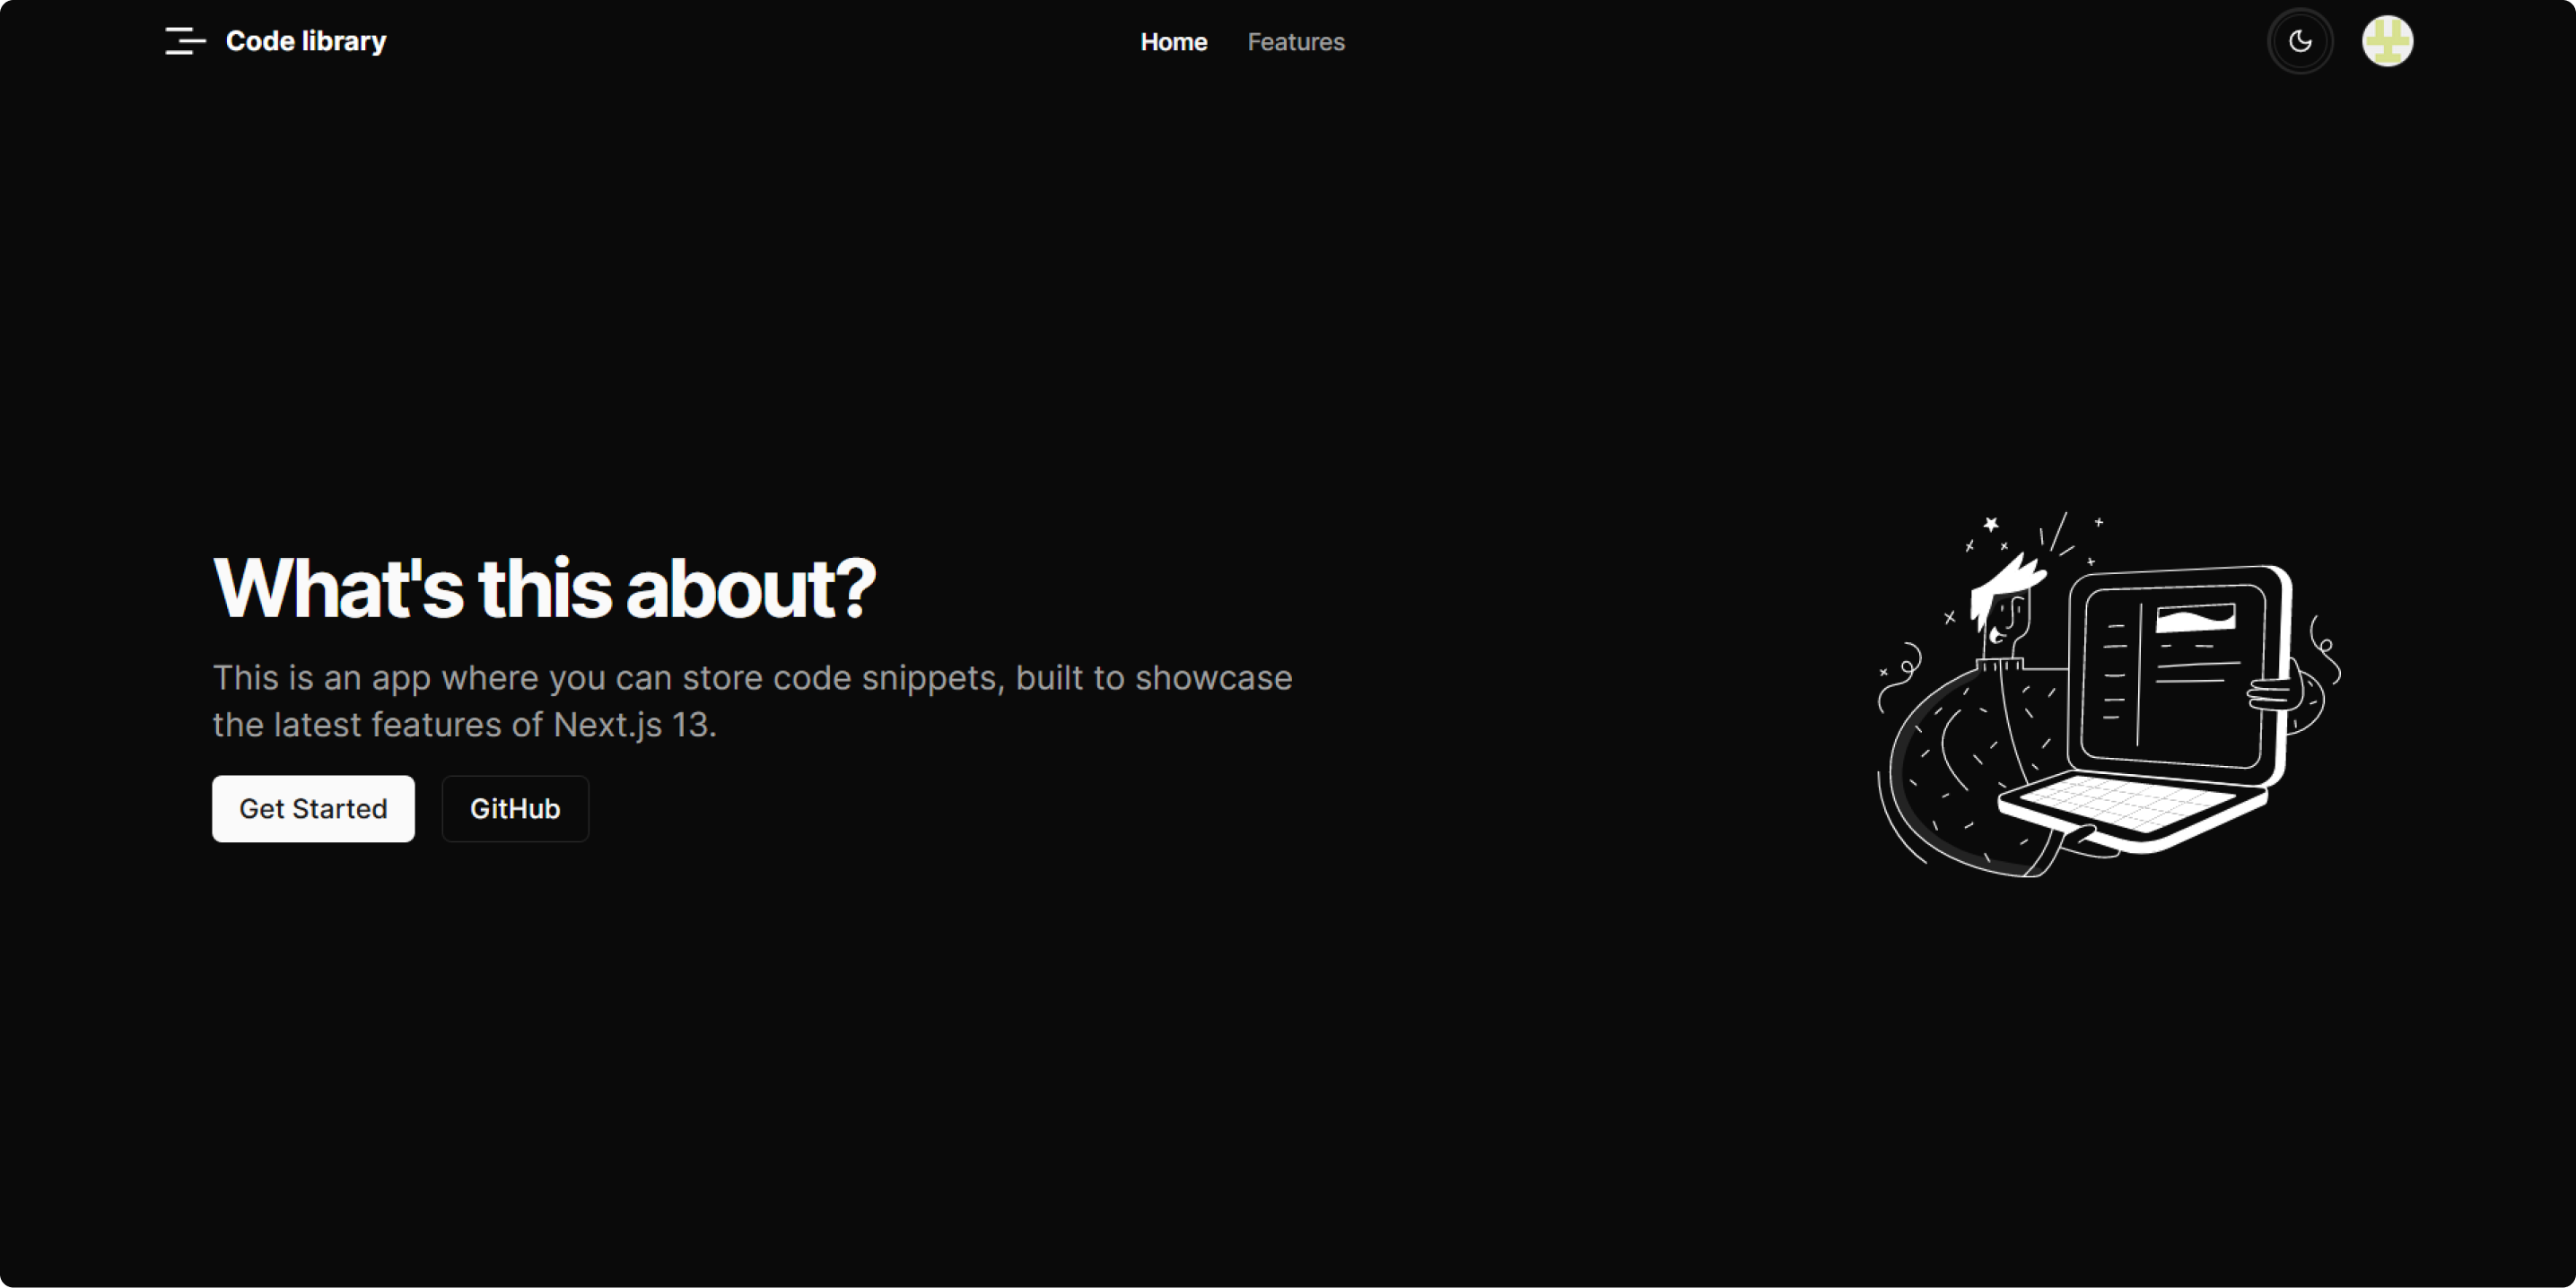 Code library
Home
Features
What's this about?
This is an app where you can store code snippets, built to showcase
the latest features of Next.js 13.
Get Started
GitHub